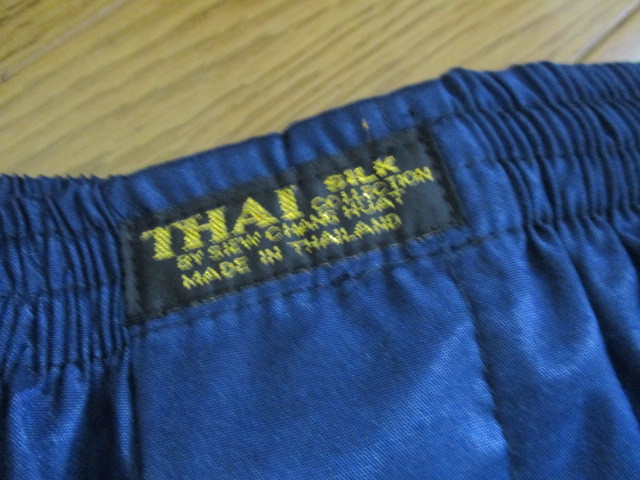 THAI SILK COLLECTION
BY SIEW CHANG HUAT
MADE IN THAILAND